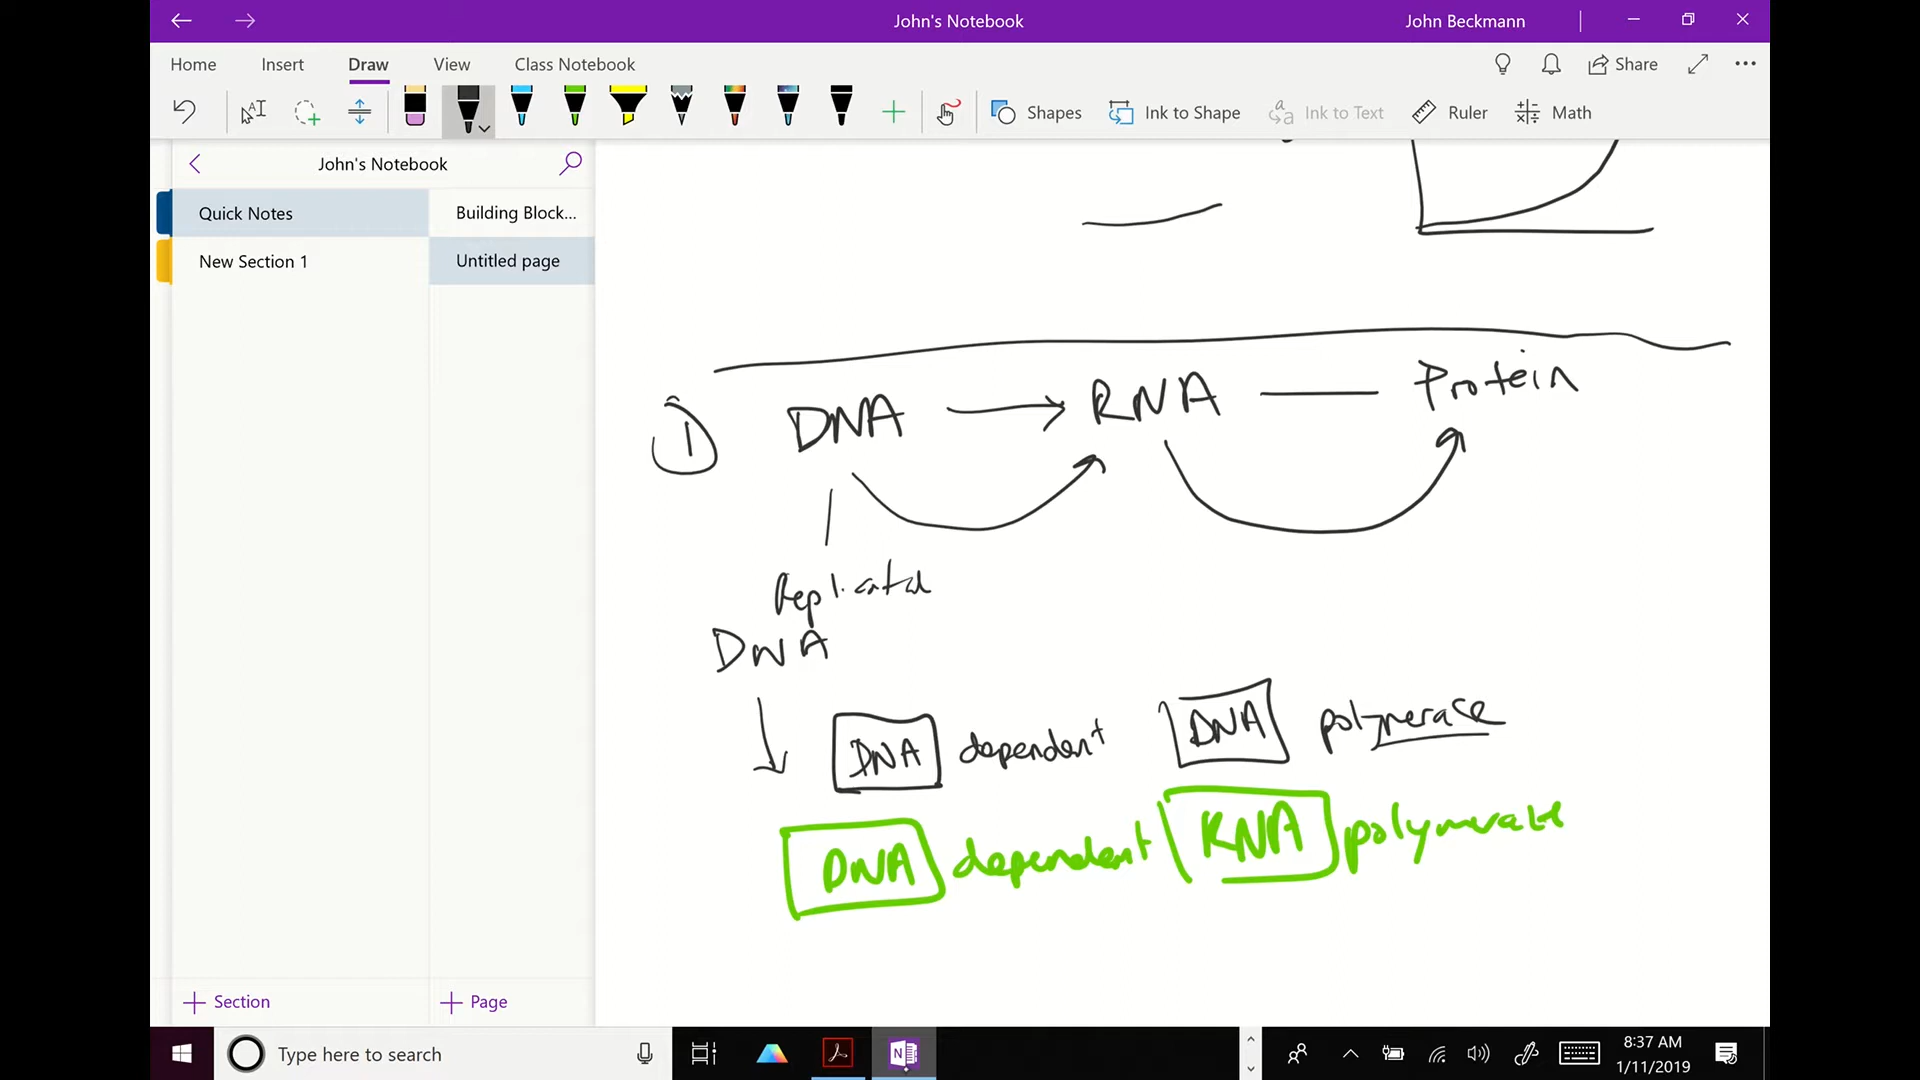 John's Notebook
John Beckmann
Home Insert Draw View Class Notebook
Share
Shapes Ink to Shape Ink to Text Ruler Math
John's Notebook
Quick Notes
Building Block...
New Section 1
Untitled page
DNA → RNA — Protein
1
Replicated
DNA
DNA dependent DNA polymerase
DNA dependent RNA polymerase
+ Section
+ Page
Type here to search
8:37 AM
1/11/2019